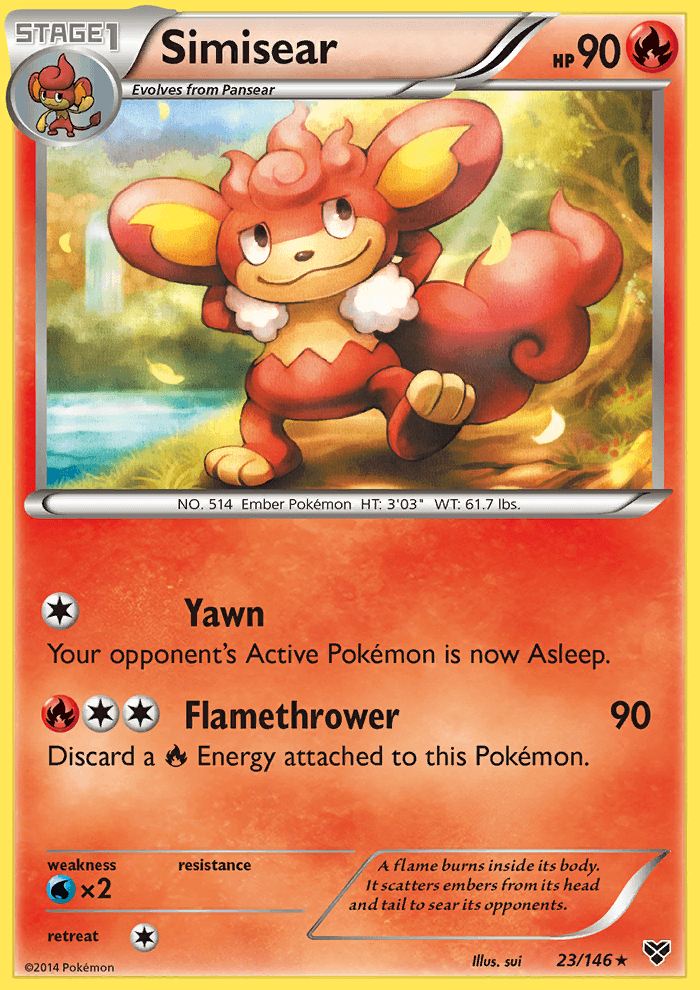 STAGE1
Simisear
HP 90
Evolves from Pansear
NO. 514 Ember Pokémon HT: 3'03" WT: 61.7 lbs.
Yawn
Your opponent's Active Pokémon is now Asleep.
Flamethrower 90
Discard a Energy attached to this Pokémon.
weakness resistance
×2
retreat
A flame burns inside its body.
It scatters embers from its head
and tail to sear its opponents.
©2014 Pokémon
Illus. sui 23/146 ★